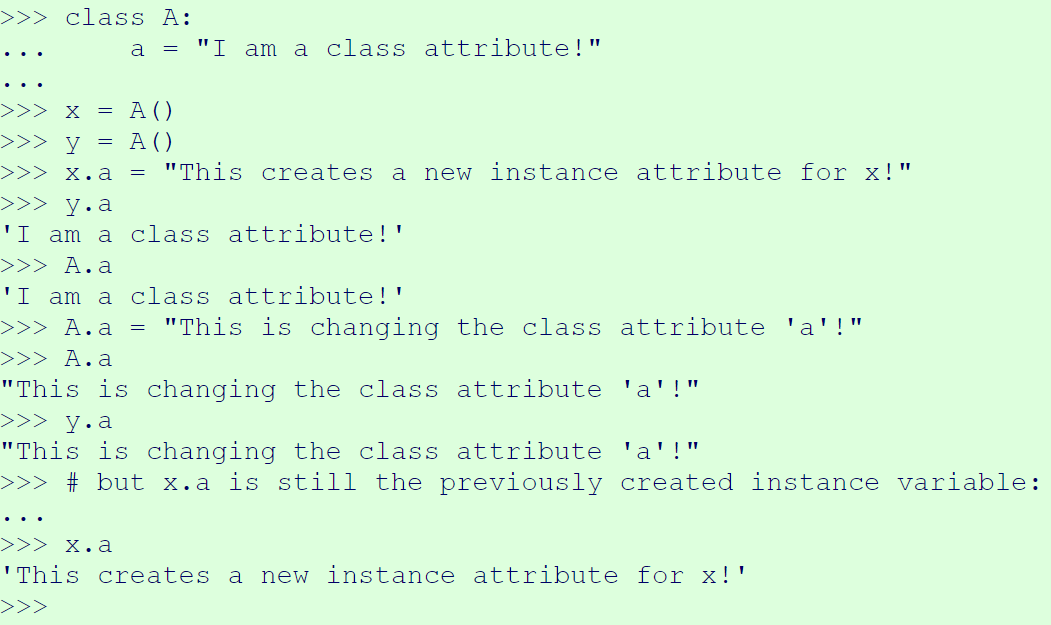 >>> class A:
...     a = "I am a class attribute!"
...
>>> x = A()
>>> y = A()
>>> x.a = "This creates a new instance attribute for x!"
>>> y.a
'I am a class attribute!'
>>> A.a
'I am a class attribute!'
>>> A.a = "This is changing the class attribute 'a'!"
>>> A.a
"This is changing the class attribute 'a'!"
>>> y.a
"This is changing the class attribute 'a'!"
>>> # but x.a is still the previously created instance variable:
...
>>> x.a
'This creates a new instance attribute for x!'
>>>